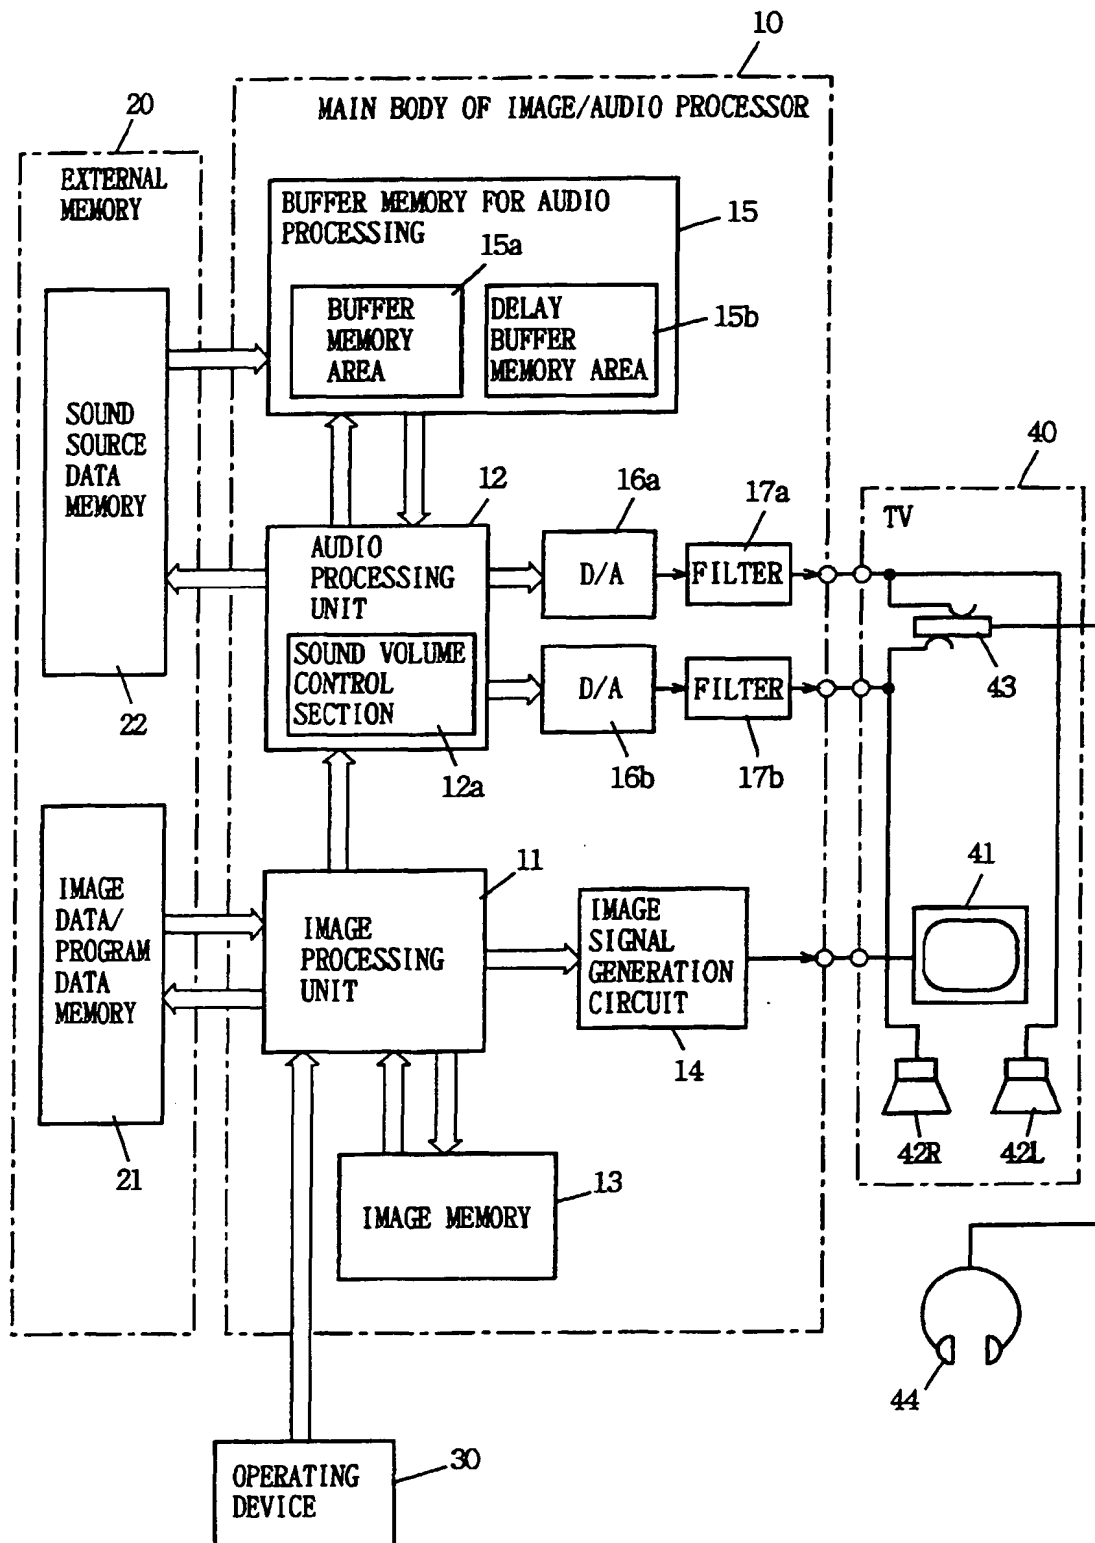 10
MAIN BODY OF IMAGE/AUDIO PROCESSOR
20
EXTERNAL
MEMORY
BUFFER MEMORY FOR AUDIO
PROCESSING
15
15a
BUFFER
MEMORY
AREA
DELAY
BUFFER
MEMORY AREA
15b
SOUND
SOURCE
DATA
MEMORY
22
12
AUDIO
PROCESSING
UNIT
SOUND VOLUME
CONTROL
SECTION
12a
16a
D/A
17a
FILTER
D/A
16b
FILTER
17b
40
TV
43
IMAGE
DATA/
PROGRAM
DATA
MEMORY
21
11
IMAGE
PROCESSING
UNIT
IMAGE
SIGNAL
GENERATION
CIRCUIT
14
41
42R
42L
13
IMAGE MEMORY
44
30
OPERATING
DEVICE